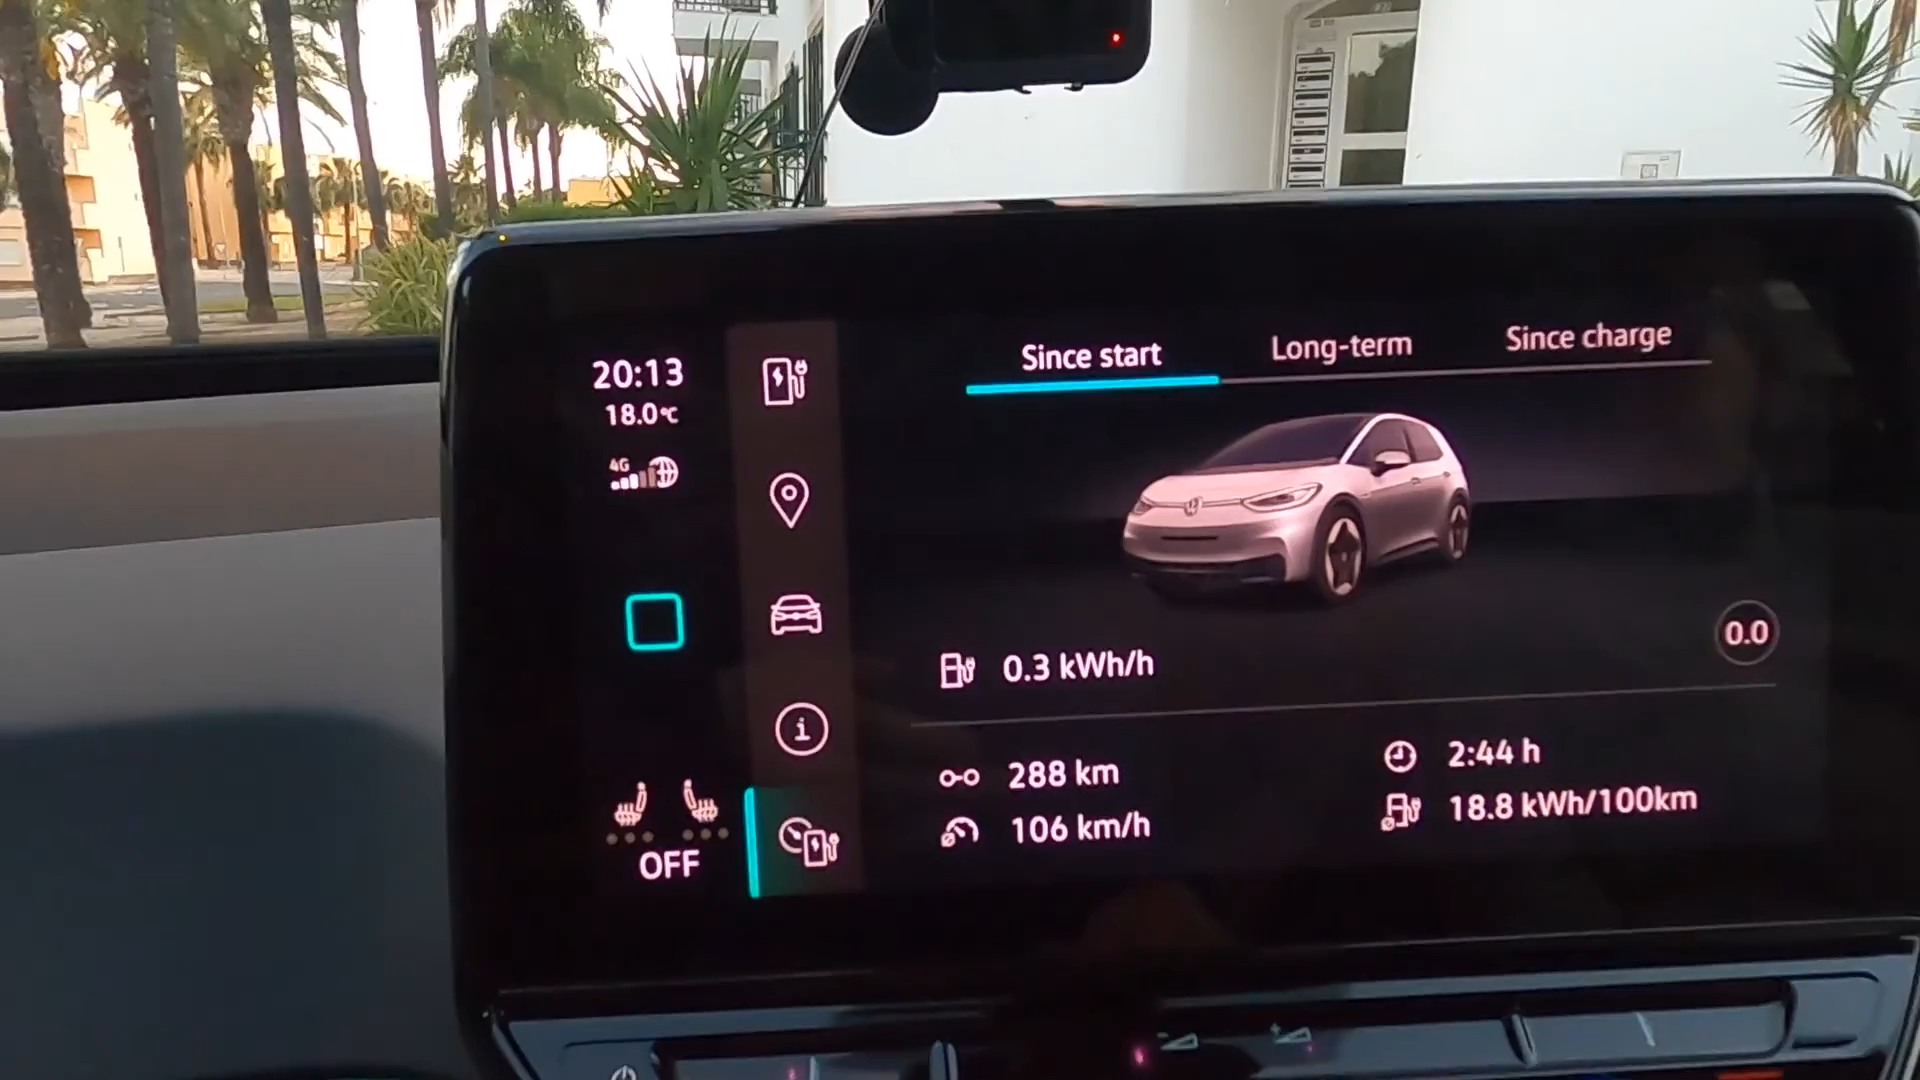 20:13
18.0°C
4G
OFF
Since start
Long-term
Since charge
0.3 kWh/h
0.0
288 km
2:44 h
106 km/h
18.8 kWh/100km